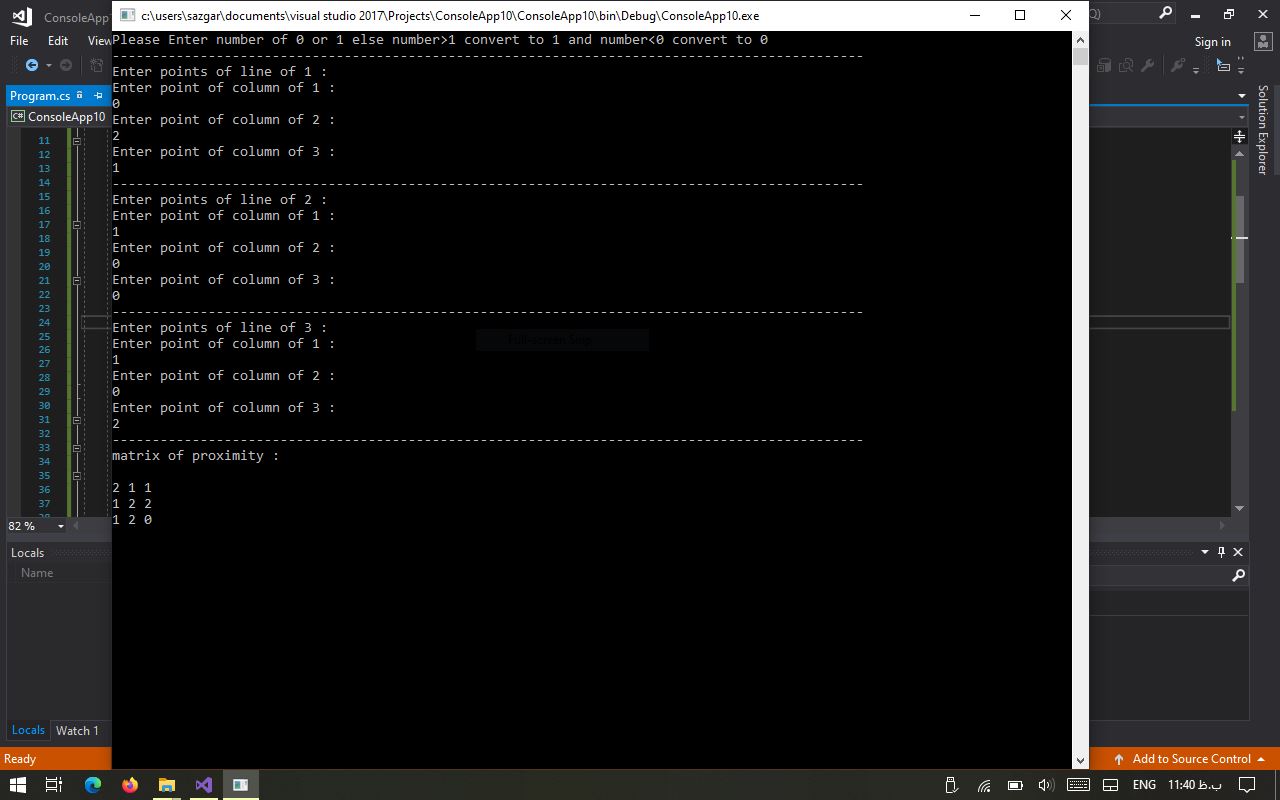 ConsoleApp
c:\users\sazgar\documents\visual studio 2017\Projects\ConsoleApp10\ConsoleApp10\bin\Debug\ConsoleApp10.exe
Q)
File Edit View
Sign in
Program.cs
ConsoleApp10
Solution Explorer
Please Enter number of 0 or 1 else number>1 convert to 1 and number<0 convert to 0
----------------------------------------------------------------------------------------------
Enter points of line of 1 :
Enter point of column of 1 :
0
Enter point of column of 2 :
2
Enter point of column of 3 :
1
----------------------------------------------------------------------------------------------
Enter points of line of 2 :
Enter point of column of 1 :
1
Enter point of column of 2 :
0
Enter point of column of 3 :
0
----------------------------------------------------------------------------------------------
Enter points of line of 3 :
Enter point of column of 1 :
1
Enter point of column of 2 :
0
Enter point of column of 3 :
2
----------------------------------------------------------------------------------------------
matrix of proximity :
2 1 1
1 2 2
1 2 0
11
12
13
14
15
16
17
18
19
20
21
22
23
24
25
26
27
28
29
30
31
32
33
34
35
36
37
38
82 %
Locals
Name
Locals Watch 1
Ready
Add to Source Control
ENG 11:40 ب.ظ